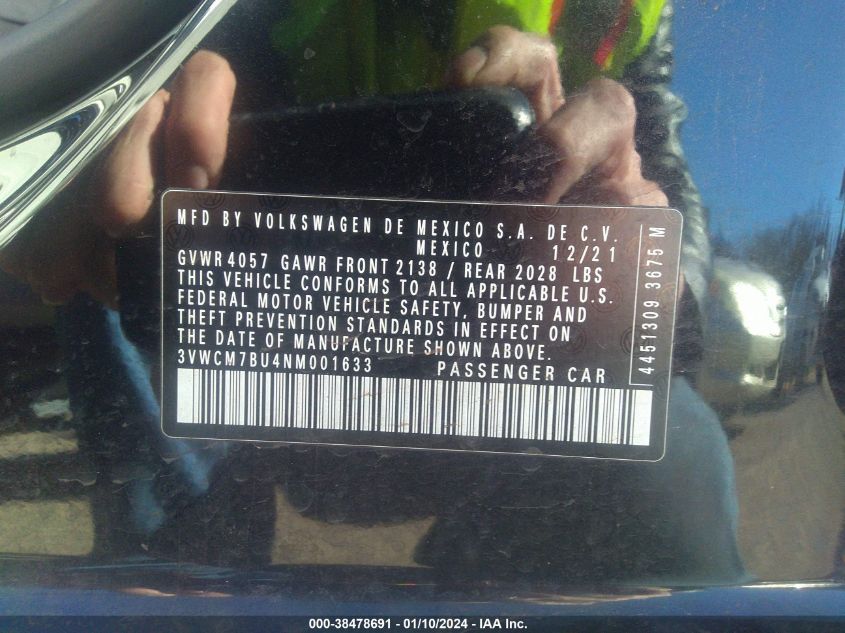 MFD BY VOLKSWAGEN DE MEXICO S.A. DE C.V.
MEXICO 12/21
GVWR 4057 GAWR FRONT 2138 / REAR 2028 LBS
THIS VEHICLE CONFORMS TO ALL APPLICABLE U.S.
FEDERAL MOTOR VEHICLE SAFETY, BUMPER AND
THEFT PREVENTION STANDARDS IN EFFECT ON
THE DATE OF MANUFACTURE SHOWN ABOVE.
3VWCM7BU4NM001633 PASSENGER CAR
4451309 3675 M
000-38478691 - 01/10/2024 - IAA Inc.